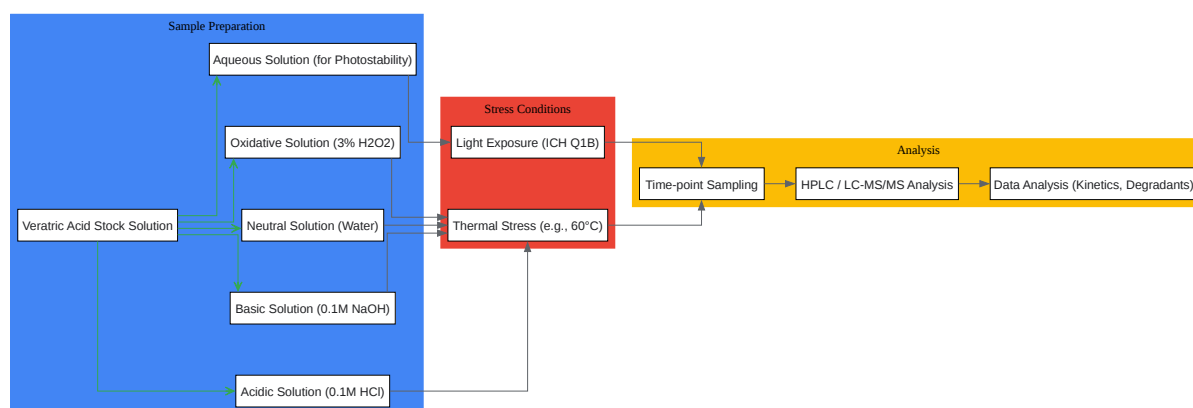 Sample Preparation
Aqueous Solution (for Photostability)
Oxidative Solution (3% H2O2)
Veratric Acid Stock Solution
Neutral Solution (Water)
Basic Solution (0.1M NaOH)
Acidic Solution (0.1M HCl)
Stress Conditions
Light Exposure (ICH Q1B)
Thermal Stress (e.g., 60°C)
Analysis
Time-point Sampling
HPLC / LC-MS/MS Analysis
Data Analysis (Kinetics, Degradants)